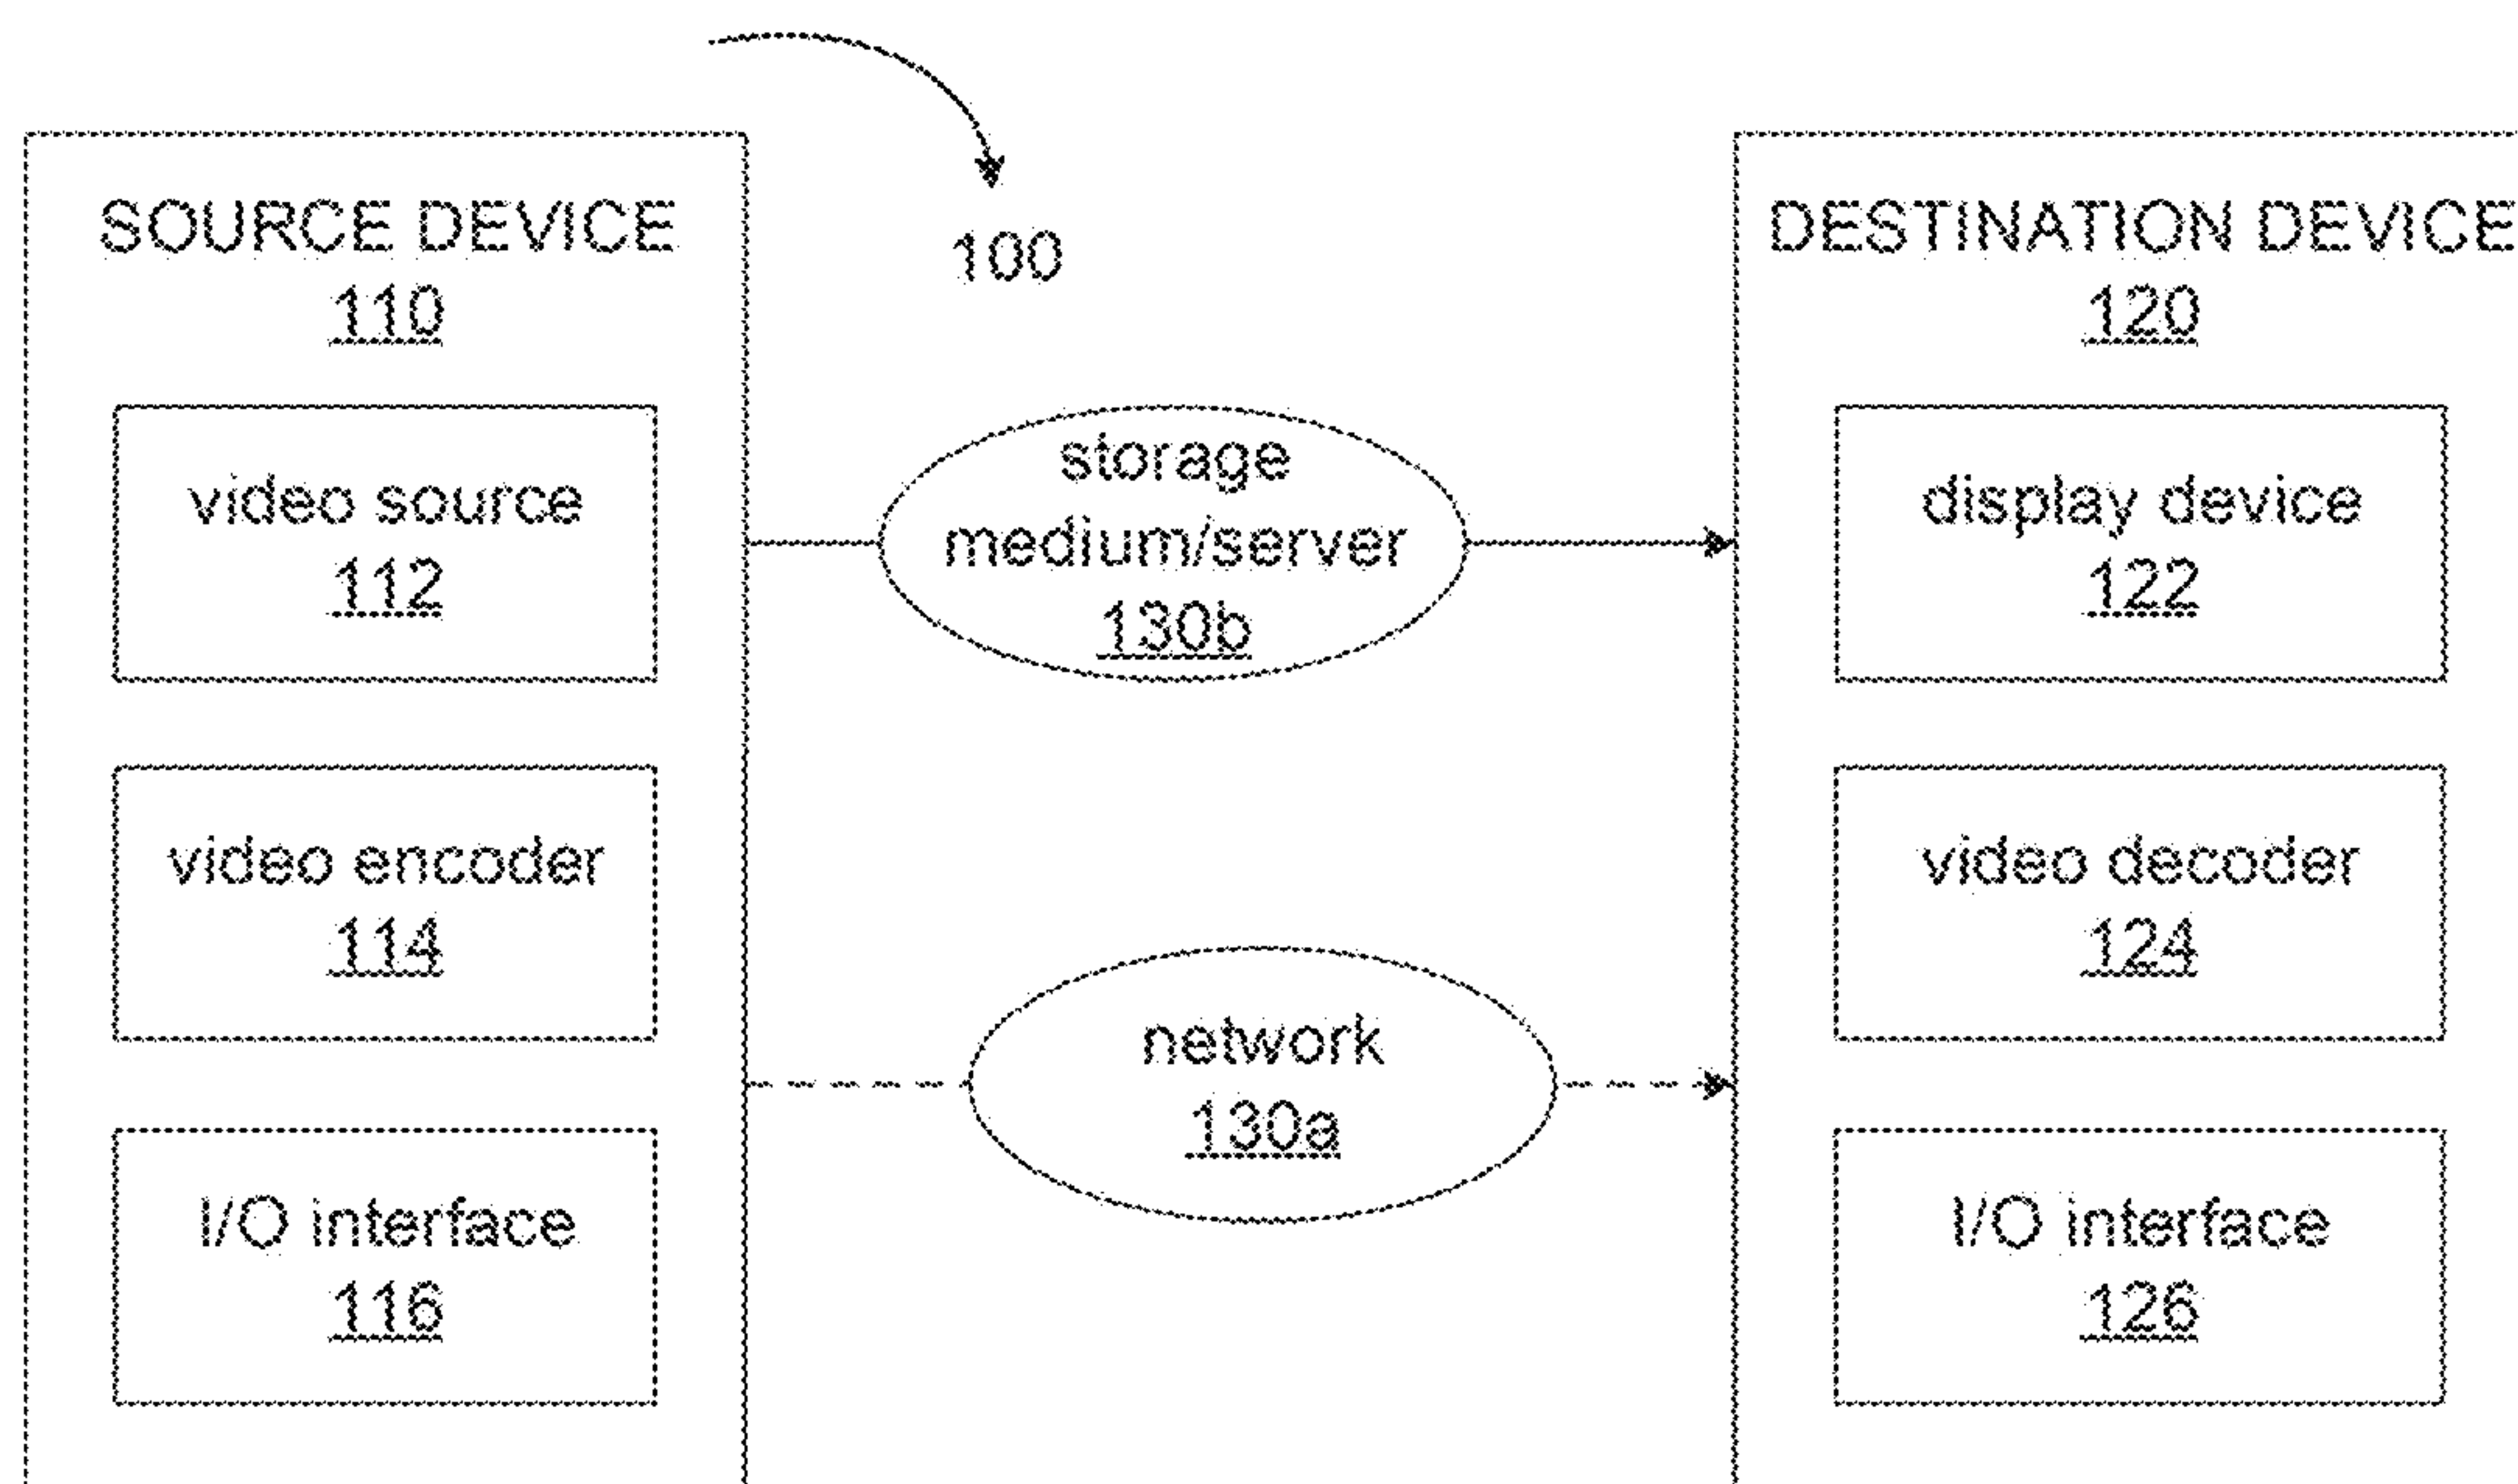 100
SOURCE DEVICE
110
video source
112
video encoder
114
I/O interface
116
storage
medium/server
130b
network
130a
DESTINATION DEVICE
120
display device
122
video decoder
124
I/O interface
126